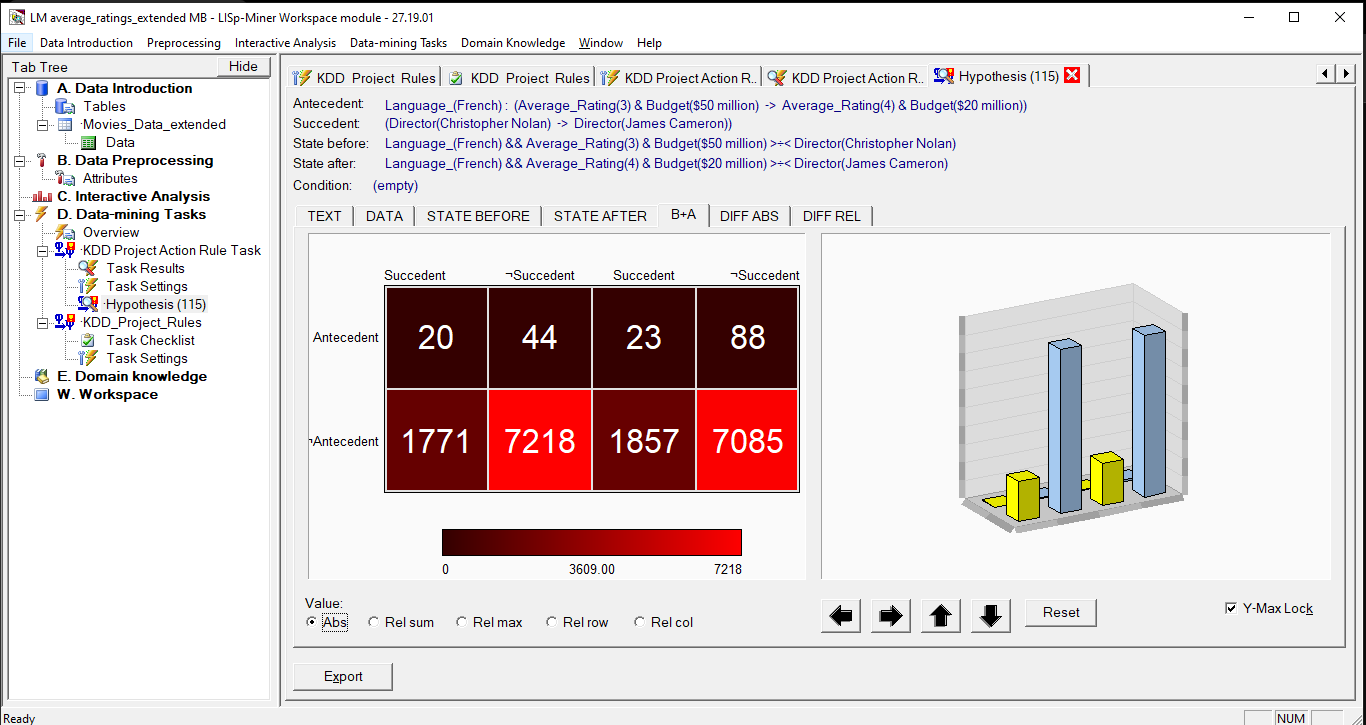 LM average_ratings_extended MB - LISp-Miner Workspace module - 27.19.01
File Data Introduction Preprocessing Interactive Analysis Data-mining Tasks Domain Knowledge Window Help
Tab Tree Hide
A. Data Introduction
Tables
·Movies_Data_extended
Data
B. Data Preprocessing
Attributes
C. Interactive Analysis
D. Data-mining Tasks
Overview
·KDD Project Action Rule Task
Task Results
Task Settings
·Hypothesis (115)
·KDD_Project_Rules
Task Checklist
Task Settings
E. Domain knowledge
W. Workspace
KDD Project Rules KDD Project Rules KDD Project Action R.. KDD Project Action R.. Hypothesis (115)
Antecedent: Language_(French) : (Average_Rating(3) & Budget($50 million) -> Average_Rating(4) & Budget($20 million))
Succedent: (Director(Christopher Nolan) -> Director(James Cameron))
State before: Language_(French) && Average_Rating(3) & Budget($50 million) >÷< Director(Christopher Nolan)
State after: Language_(French) && Average_Rating(4) & Budget($20 million) >÷< Director(James Cameron)
Condition: (empty)
TEXT DATA STATE BEFORE STATE AFTER B+A DIFF ABS DIFF REL
Succedent ¬Succedent Succedent ¬Succedent
Antecedent 20 44 23 88
¬Antecedent 1771 7218 1857 7085
0 3609.00 7218
Value:
Abs Rel sum Rel max Rel row Rel col
Reset
Y-Max Lock
Export
Ready NUM